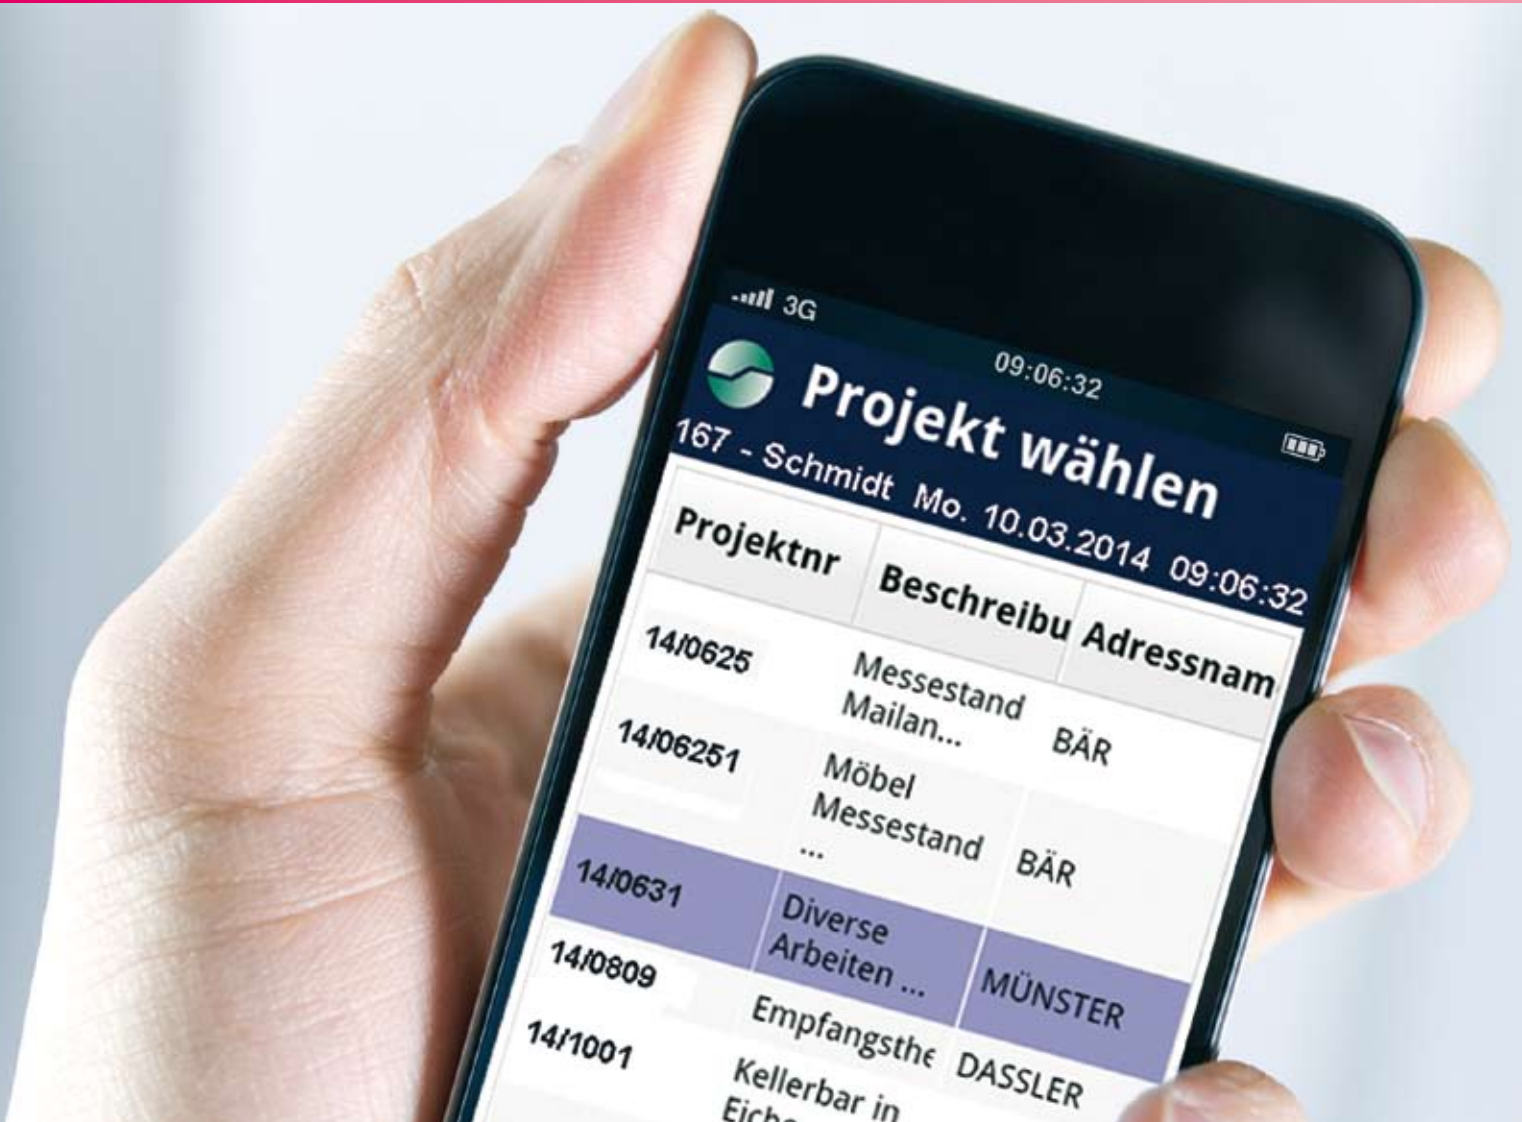 3G
09:06:32
Projekt wählen
167 - Schmidt Mo. 10.03.2014 09:06:32
Projektnr Beschreibu Adressnam
14/0625 Messestand
Mailan... BÄR
14/06251 Möbel
Messestand
... BÄR
14/0631 Diverse
Arbeiten ... MÜNSTER
14/0809 Empfangsthe DASSLER
14/1001 Kellerbar in